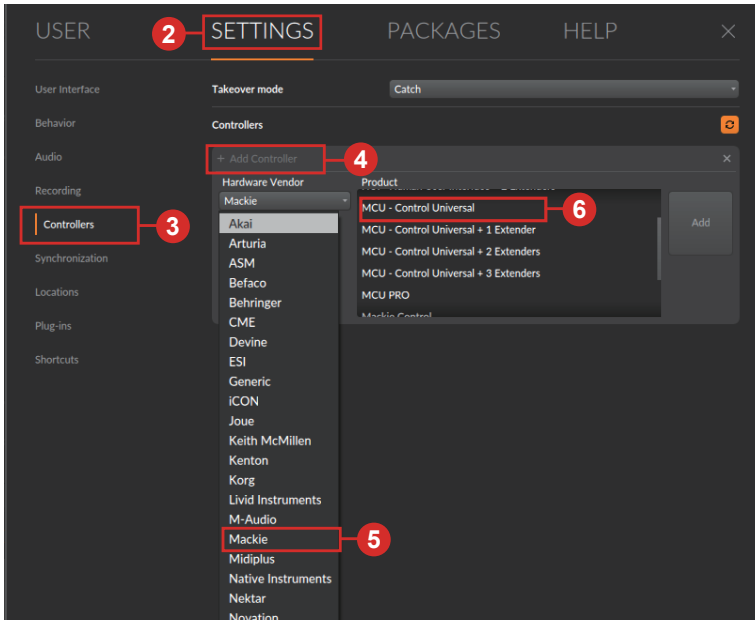 USER
2
SETTINGS
PACKAGES
HELP
User Interface
Behavior
Audio
Recording
Controllers
3
Synchronization
Locations
Plug-ins
Shortcuts
Takeover mode
Catch
Controllers
+ Add Controller
4
Hardware Vendor
Mackie
Akai
Arturia
ASM
Befaco
Behringer
CME
Devine
ESI
Generic
iCON
Joue
Keith McMillen
Kenton
Korg
Livid Instruments
M-Audio
Mackie
5
Midiplus
Native Instruments
Nektar
Novation
Product
MCU - Control Universal
6
MCU - Control Universal + 1 Extender
MCU - Control Universal + 2 Extenders
MCU - Control Universal + 3 Extenders
MCU PRO
Mackie Control
Add